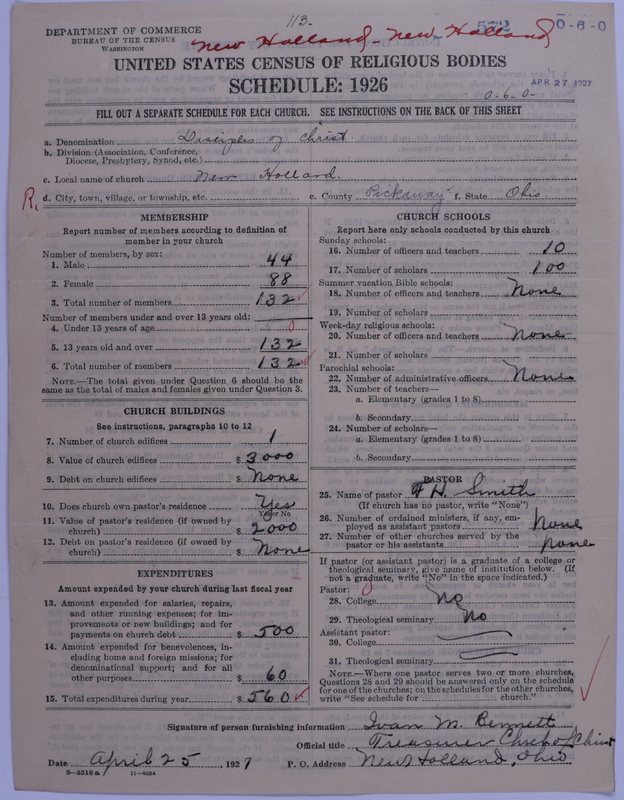 113.
DEPARTMENT OF COMMERCE
BUREAU OF THE CENSUS
WASHINGTON
New Holland - New Holland
572
0-6-0
UNITED STATES CENSUS OF RELIGIOUS BODIES
SCHEDULE: 1926
APR 27 1927
0-6-0-
FILL OUT A SEPARATE SCHEDULE FOR EACH CHURCH. SEE INSTRUCTIONS ON THE BACK OF THIS SHEET
a. Denomination Disciples of Christ
b. Division (Association, Conference,
Diocese, Presbytery, Synod, etc.)
c. Local name of church New Holland.
R. d. City, town, village, or township, etc. e. County Pickaway f. State Ohio
MEMBERSHIP
Report number of members according to definition of
member in your church
Number of members, by sex:
1. Male 44
2. Female 88
3. Total number of members 132
Number of members under and over 13 years old:
4. Under 13 years of age 0
5. 13 years old and over 132
6. Total number of members 132
NOTE.—The total given under Question 6 should be the
same as the total of males and females given under Question 3.
CHURCH BUILDINGS
See instructions, paragraphs 10 to 12
7. Number of church edifices 1
8. Value of church edifices $ 3000
9. Debt on church edifices $ None
10. Does church own pastor's residence Yes
Yes or No
11. Value of pastor's residence (if owned by
church) $ 2000
12. Debt on pastor's residence (if owned by
church) $ None
EXPENDITURES
Amount expended by your church during last fiscal year
13. Amount expended for salaries, repairs,
and other running expenses; for im-
provements or new buildings; and for
payments on church debt $ 500
14. Amount expended for benevolences, in-
cluding home and foreign missions; for
denominational support; and for all
other purposes $ 60
15. Total expenditures during year $ 560
CHURCH SCHOOLS
Report here only schools conducted by this church
Sunday schools:
16. Number of officers and teachers 10
17. Number of scholars 100
Summer vacation Bible schools:
18. Number of officers and teachers None
19. Number of scholars
Week-day religious schools:
20. Number of officers and teachers None
21. Number of scholars
Parochial schools:
22. Number of administrative officers None
23. Number of teachers—
a. Elementary (grades 1 to 8)
b. Secondary
24. Number of scholars—
a. Elementary (grades 1 to 8)
b. Secondary
PASTOR
25. Name of pastor H. Smith
(If church has no pastor, write "None")
26. Number of ordained ministers, if any, em-
ployed as assistant pastors None
27. Number of other churches served by the
pastor or his assistants None
If pastor (or assistant pastor) is a graduate of a college or
theological seminary, give name of institution below. (If
not a graduate, write "No" in the space indicated.)
Pastor:
28. College No
29. Theological seminary No
Assistant pastor:
30. College
31. Theological seminary
NOTE.—Where one pastor serves two or more churches,
Questions 28 and 29 should be answered only on the schedule
for one of the churches; on the schedules for the other churches,
write "See schedule for church."
Signature of person furnishing information Ivan M. Bennett
Official title Treasurer Christ
Date April 25, 1927 P. O. Address New Holland, Ohio
8-5518a 11-9054